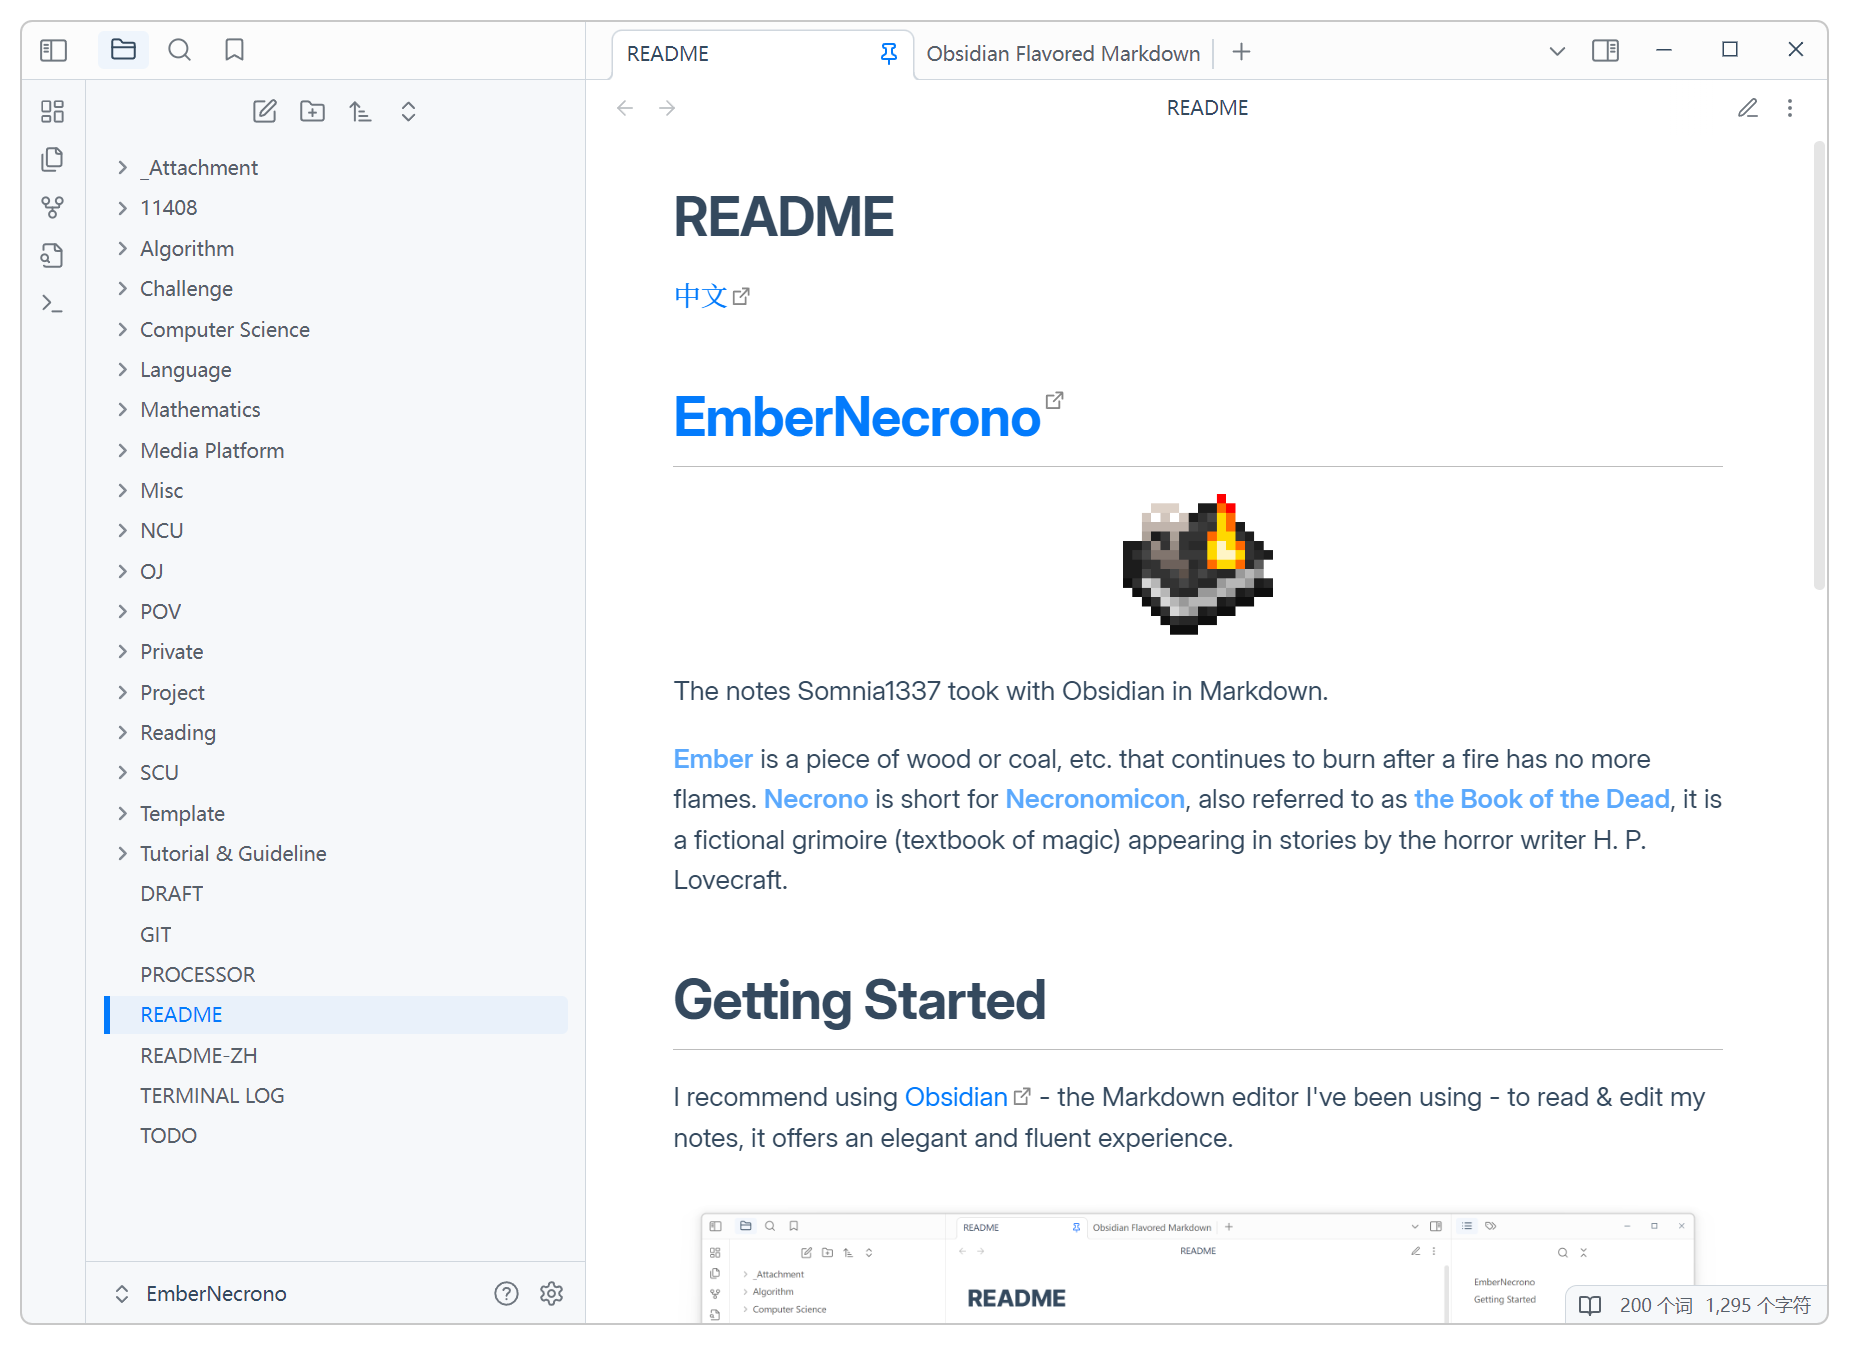 README
Obsidian Flavored Markdown
README
_Attachment
11408
Algorithm
Challenge
Computer Science
Language
Mathematics
Media Platform
Misc
NCU
OJ
POV
Private
Project
Reading
SCU
Template
Tutorial & Guideline
DRAFT
GIT
PROCESSOR
README
README-ZH
TERMINAL LOG
TODO
EmberNecrono
README
中文
EmberNecrono
The notes Somnia1337 took with Obsidian in Markdown.
Ember is a piece of wood or coal, etc. that continues to burn after a fire has no more
flames. Necrono is short for Necronomicon, also referred to as the Book of the Dead, it is
a fictional grimoire (textbook of magic) appearing in stories by the horror writer H. P.
Lovecraft.
Getting Started
I recommend using Obsidian - the Markdown editor I've been using - to read & edit my
notes, it offers an elegant and fluent experience.
README
Obsidian Flavored Markdown
README
_Attachment
Algorithm
Computer Science
README
EmberNecrono
Getting Started
200 个词 1,295 个字符